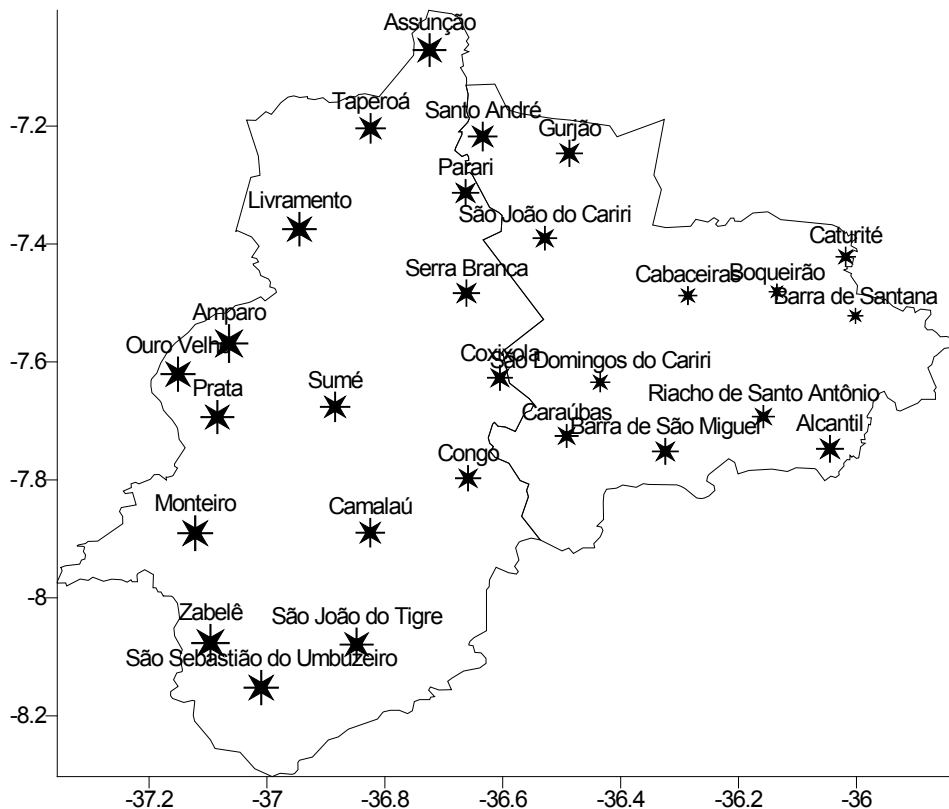 Assunção
Taperoá
Santo André
-7.2
Gurjão
Parari
Livramento
São João do Cariri
Caturité
-7.4
Serra Branca
Cabaceiras
Boqueirão
Barra de Santana
Amparo
Ouro Velho
Coxixola
São Domingos do Cariri
-7.6
Prata
Sumé
Riacho de Santo Antônio
Caraúbas
Barra de São Miguel
Alcantil
Congo
-7.8
Monteiro
Camalaú
-8
Zabelê
São João do Tigre
São Sebastião do Umbuzeiro
-8.2
-37.2
-37
-36.8
-36.6
-36.4
-36.2
-36